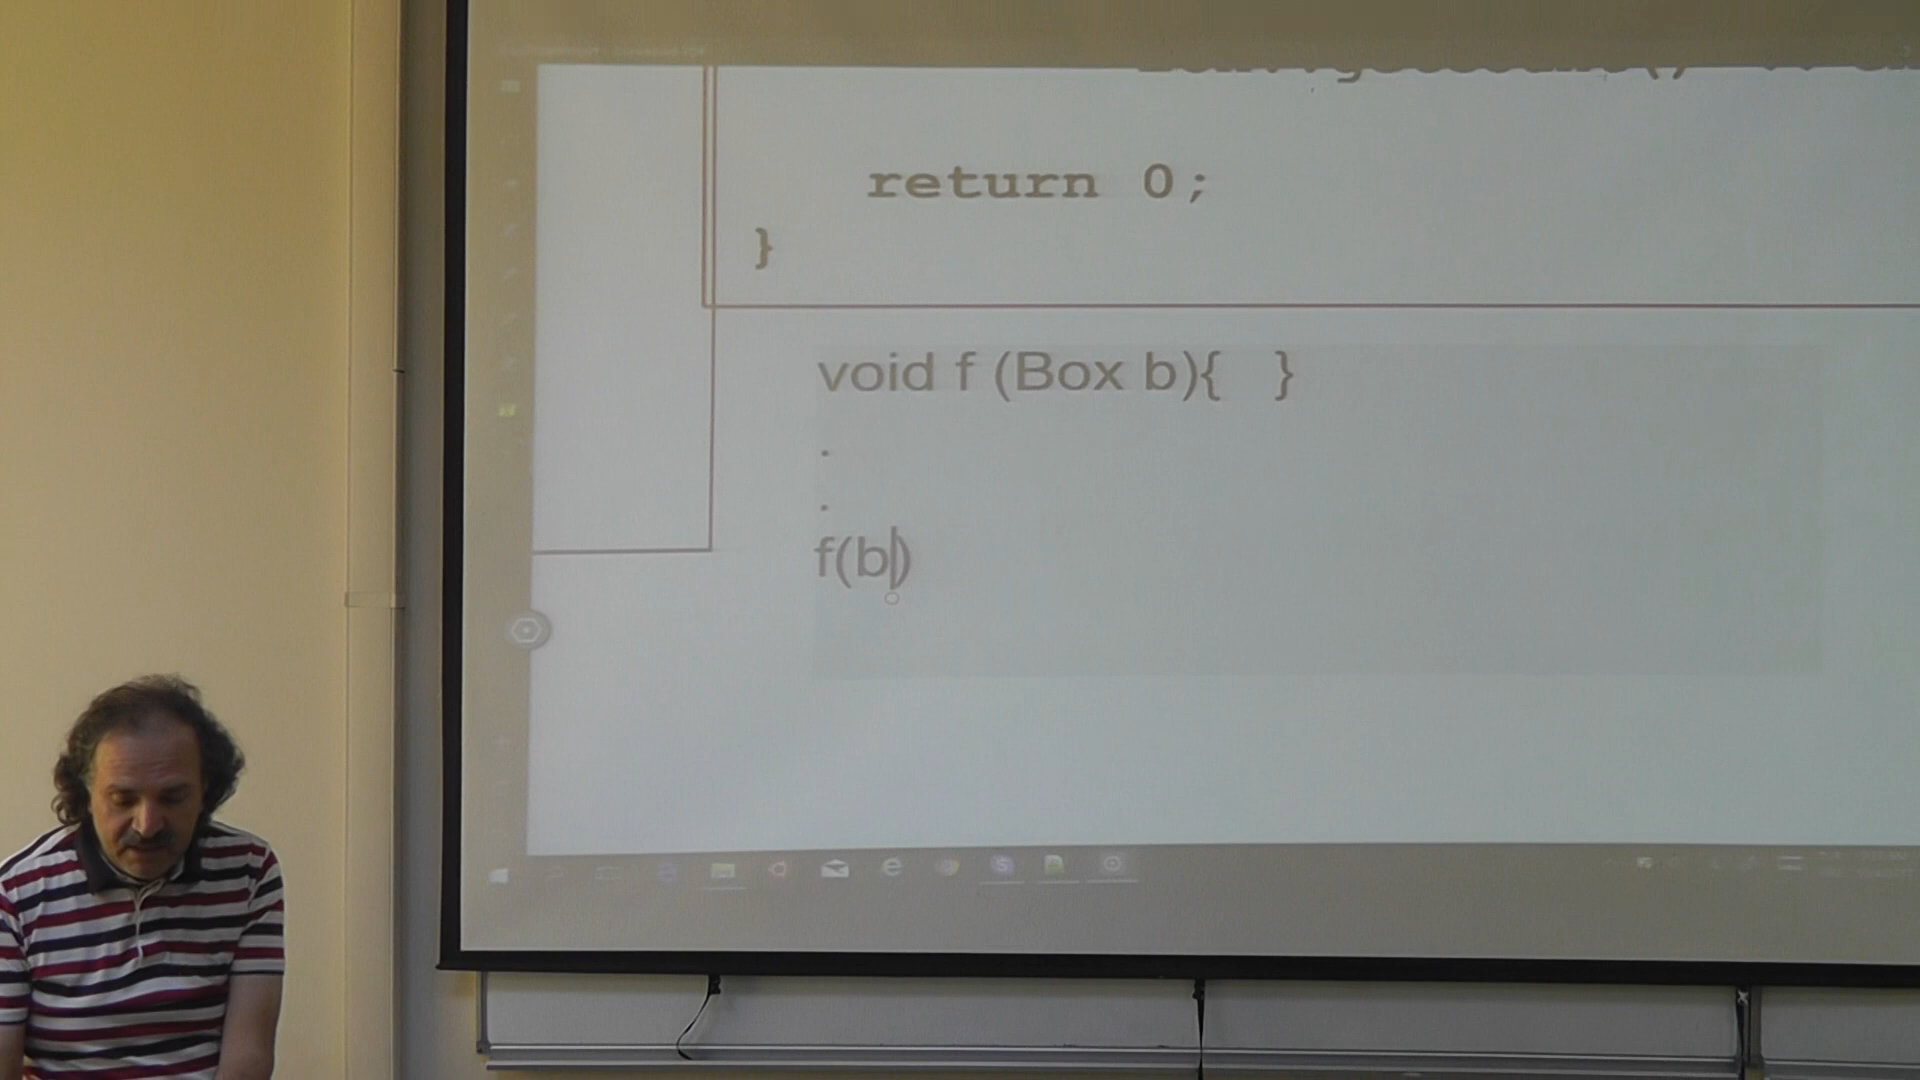 return 0;
}
void f (Box b){ }
.
.
f(b)